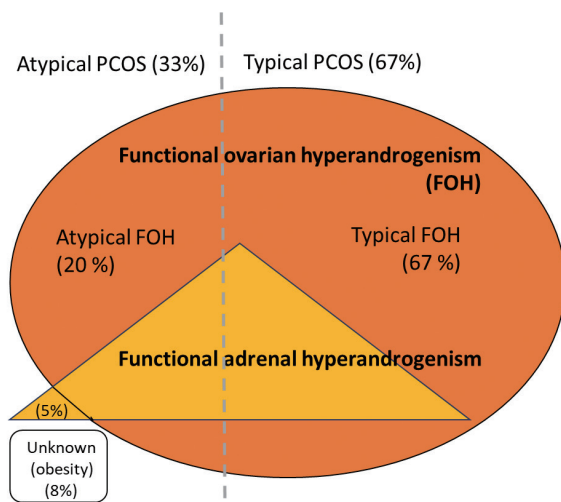 Atypical PCOS (33%)
Typical PCOS (67%)
Functional ovarian hyperandrogenism
(FOH)
Atypical FOH
(20 %)
Typical FOH
(67 %)
Functional adrenal hyperandrogenism
(5%)
Unknown
(obesity)
(8%)